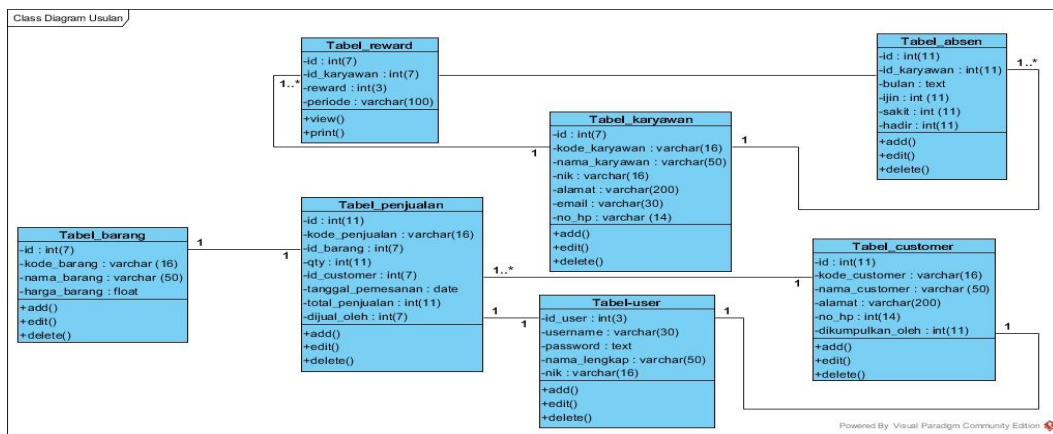 Class Diagram Usulan
Tabel_reward
-id : int(7)
-id_karyawan : int(7)
-reward : int(3)
-periode : varchar(100)
+view()
+print()
1..*
Tabel_absen
-id : int(11)
-id_karyawan : int(11)
-bulan : text
-ijin : int (11)
-sakit : int (11)
-hadir : int(11)
+add()
+edit()
+delete()
1..*
Tabel_karyawan
-id : int(7)
-kode_karyawan : varchar(16)
-nama_karyawan : varchar(50)
-nik : varchar(16)
-alamat : varchar(200)
-email : varchar(30)
-no_hp : varchar (14)
+add()
+edit()
+delete()
1
1
Tabel_penjualan
-id : int(11)
-kode_penjualan : varchar(16)
-id_barang : int(7)
-qty : int(11)
-id_customer : int(7)
-tanggal_pemesanan : date
-total_penjualan : int(11)
-dijual_oleh : int(7)
+add()
+edit()
+delete()
Tabel_barang
-id : int(7)
-kode_barang : varchar (16)
-nama_barang : varchar (50)
-harga_barang : float
+add()
+edit()
+delete()
1
1
1..*
1
Tabel_customer
-id : int(11)
-kode_customer : varchar(16)
-nama_customer : varchar (50)
-alamat : varchar(200)
-no_hp : int(14)
-dikumpulkan_oleh : int(11)
+add()
+edit()
+delete()
Tabel-user
-id_user : int(3)
-username : varchar(30)
-password : text
-nama_lengkap : varchar(50)
-nik : varchar(16)
+add()
+edit()
+delete()
1
1
1
1
Powered By Visual Paradigm Community Edition